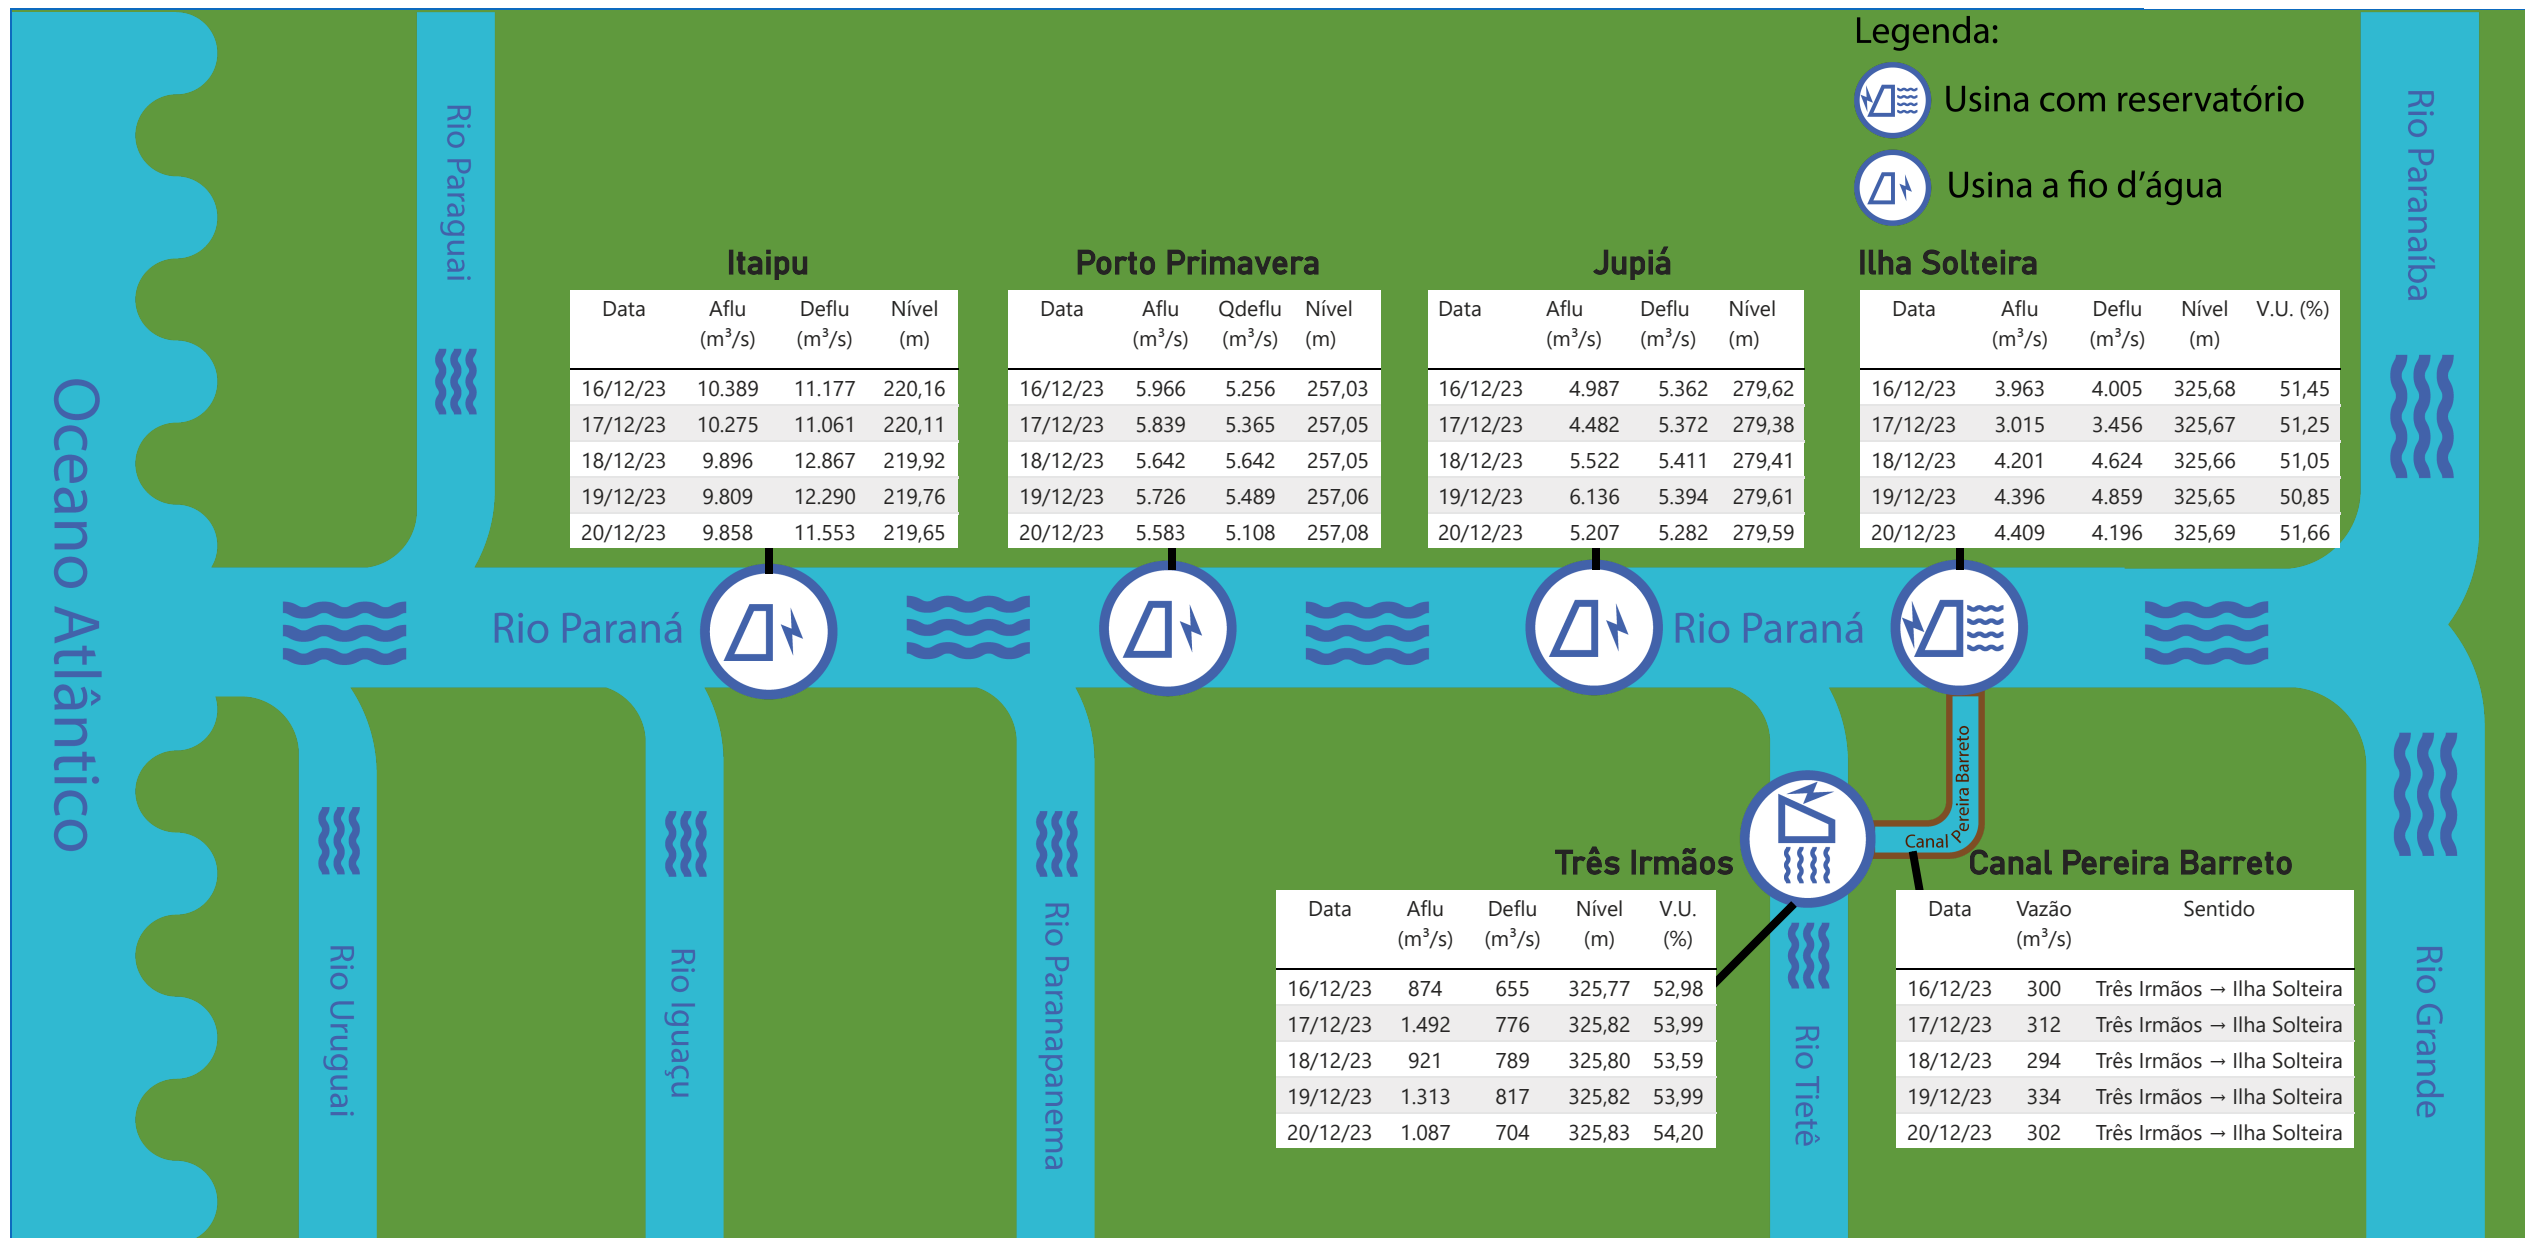 Legenda:
Usina com reservatório
Usina a fio d'água
Oceano Atlântico
Rio Paraguai
Rio Paranaíba
Itaipu
Data Aflu (m³/s) Deflu (m³/s) Nível (m)
16/12/23 10.389 11.177 220,16
17/12/23 10.275 11.061 220,11
18/12/23 9.896 12.867 219,92
19/12/23 9.809 12.290 219,76
20/12/23 9.858 11.553 219,65
Porto Primavera
Data Aflu (m³/s) Qdeflu (m³/s) Nível (m)
16/12/23 5.966 5.256 257,03
17/12/23 5.839 5.365 257,05
18/12/23 5.642 5.642 257,05
19/12/23 5.726 5.489 257,06
20/12/23 5.583 5.108 257,08
Jupiá
Data Aflu (m³/s) Deflu (m³/s) Nível (m)
16/12/23 4.987 5.362 279,62
17/12/23 4.482 5.372 279,38
18/12/23 5.522 5.411 279,41
19/12/23 6.136 5.394 279,61
20/12/23 5.207 5.282 279,59
Ilha Solteira
Data Aflu (m³/s) Deflu (m³/s) Nível (m) V.U. (%)
16/12/23 3.963 4.005 325,68 51,45
17/12/23 3.015 3.456 325,67 51,25
18/12/23 4.201 4.624 325,66 51,05
19/12/23 4.396 4.859 325,65 50,85
20/12/23 4.409 4.196 325,69 51,66
Rio Paraná
Rio Paraná
Canal Pereira Barreto
Três Irmãos
Data Aflu (m³/s) Deflu (m³/s) Nível (m) V.U. (%)
16/12/23 874 655 325,77 52,98
17/12/23 1.492 776 325,82 53,99
18/12/23 921 789 325,80 53,59
19/12/23 1.313 817 325,82 53,99
20/12/23 1.087 704 325,83 54,20
Canal Pereira Barreto
Data Vazão (m³/s) Sentido
16/12/23 300 Três Irmãos → Ilha Solteira
17/12/23 312 Três Irmãos → Ilha Solteira
18/12/23 294 Três Irmãos → Ilha Solteira
19/12/23 334 Três Irmãos → Ilha Solteira
20/12/23 302 Três Irmãos → Ilha Solteira
Rio Uruguai
Rio Iguaçu
Rio Paranapanema
Rio Tietê
Rio Grande